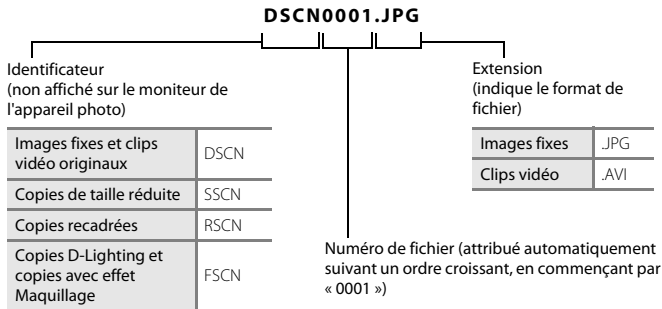 DSCN0001.JPG
Identificateur
(non affiché sur le moniteur de
l'appareil photo)
Images fixes et clips
vidéo originaux
DSCN
Copies de taille réduite
SSCN
Copies recadrées
RSCN
Copies D-Lighting et
copies avec effet
Maquillage
FSCN
Extension
(indique le format de
fichier)
Images fixes
.JPG
Clips vidéo
.AVI
Numéro de fichier (attribué automatiquement
suivant un ordre croissant, en commençant par
« 0001 »)